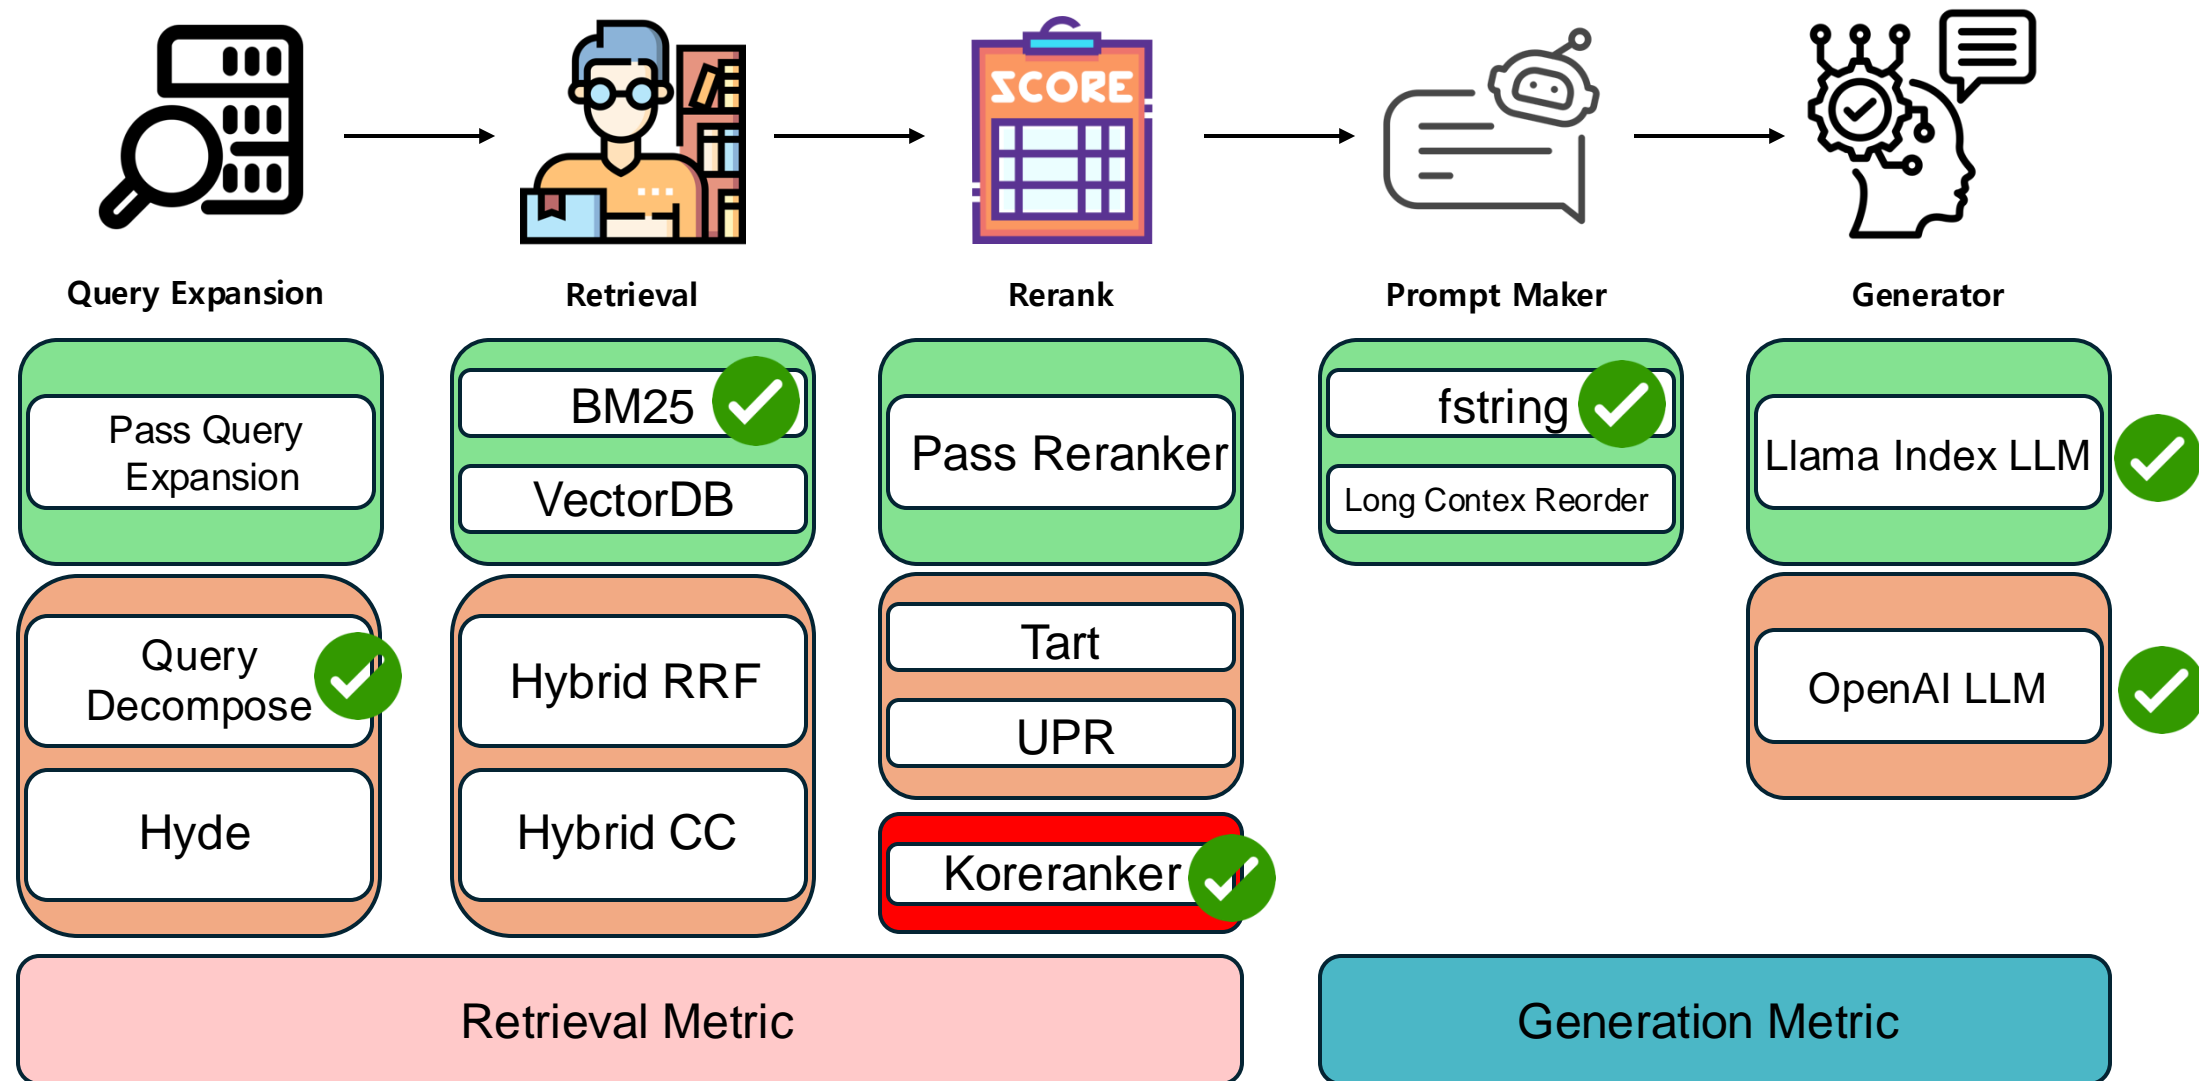 SCORE
Query Expansion
Retrieval
Rerank
Prompt Maker
Generator
Pass Query
Expansion
BM25
VectorDB
Pass Reranker
fstring
Long Contex Reorder
Llama Index LLM
Query
Decompose
Hyde
Hybrid RRF
Hybrid CC
Tart
UPR
Koreranker
OpenAI LLM
Retrieval Metric
Generation Metric